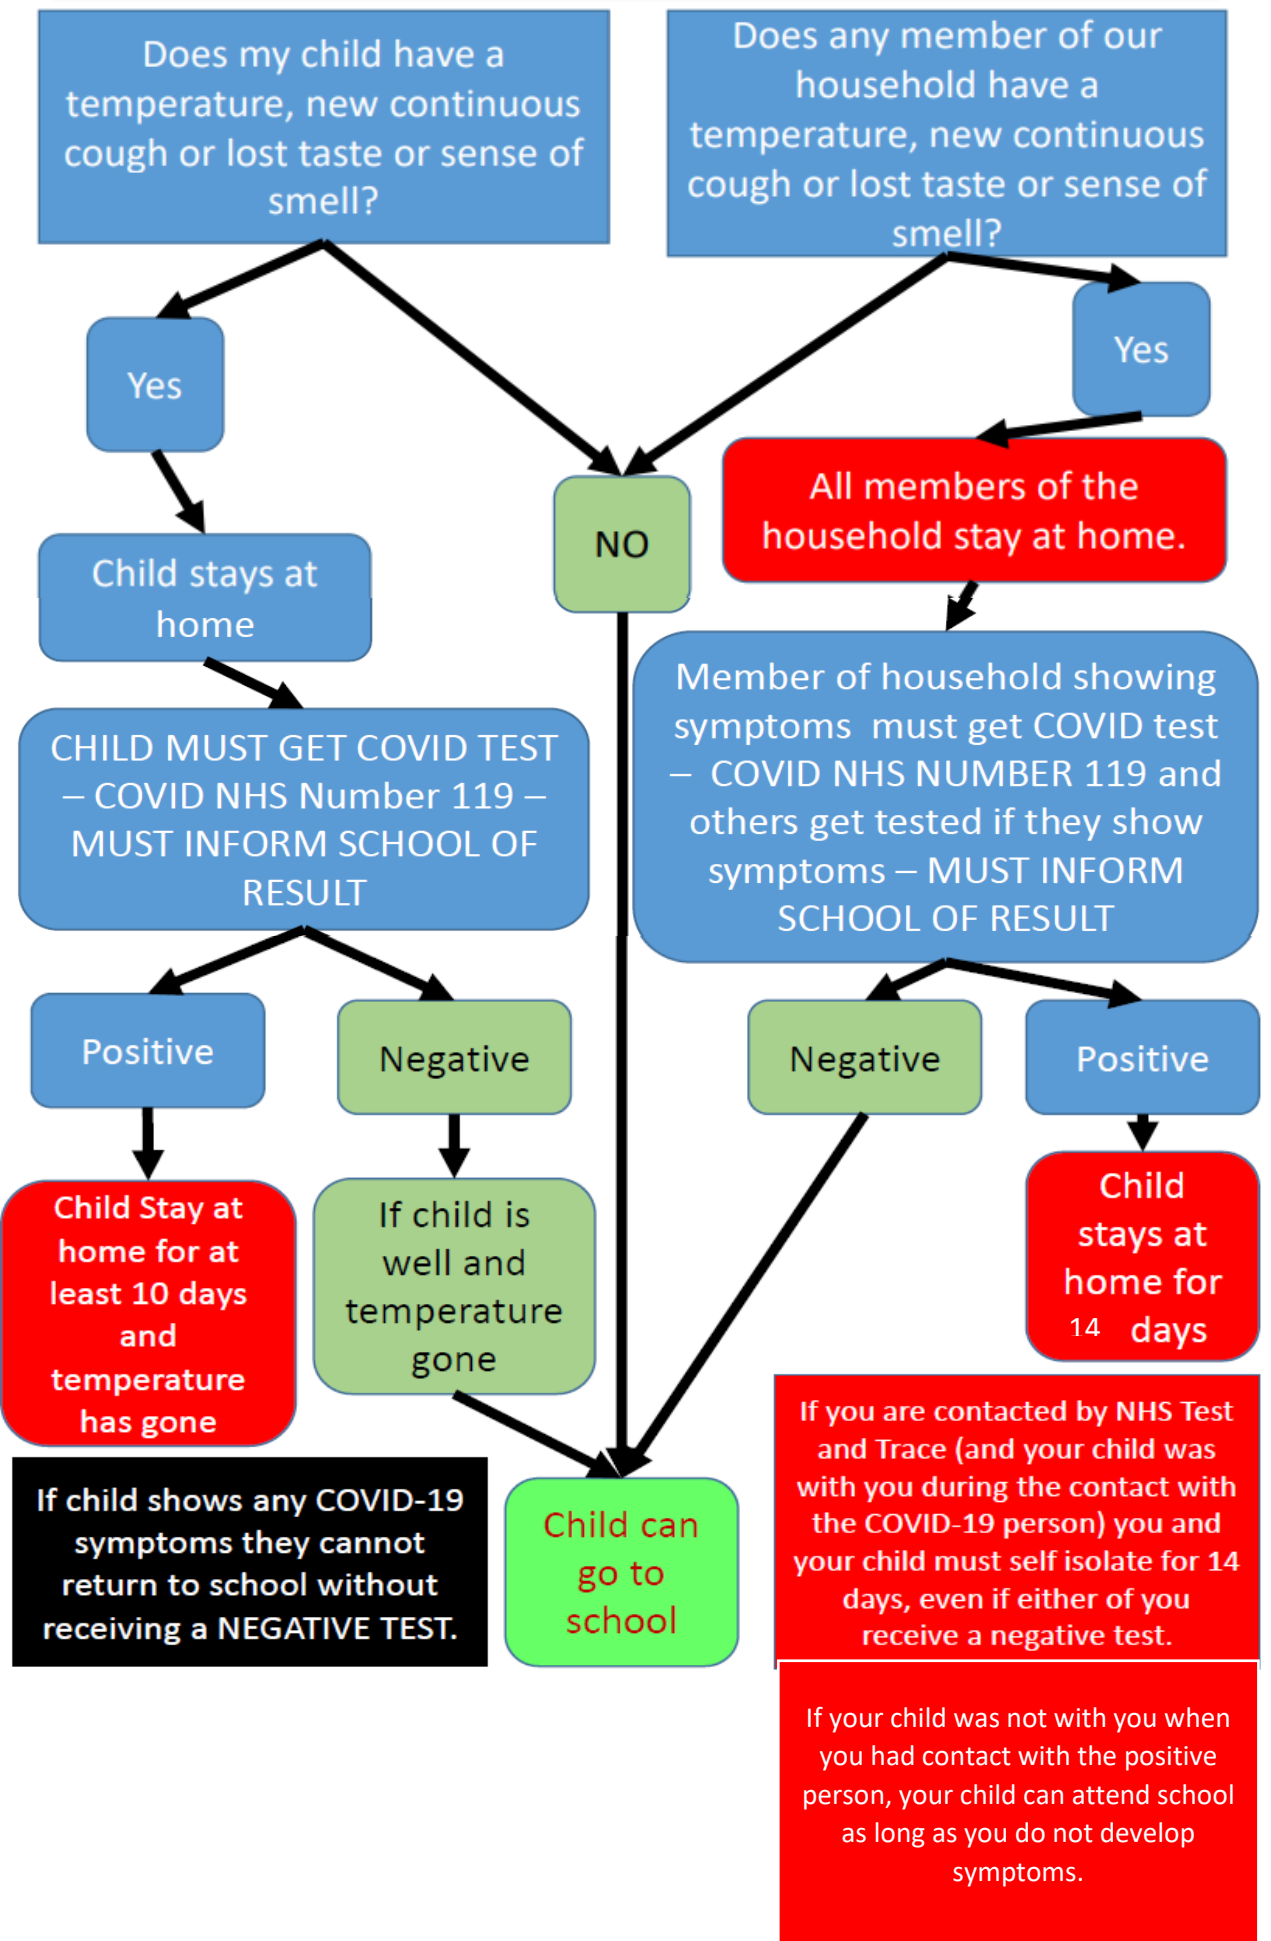 Does my child have a
temperature, new continuous
cough or lost taste or sense of
smell?
Does any member of our
household have a
temperature, new continuous
cough or lost taste or sense of
smell?
Yes
Yes
NO
All members of the
household stay at home.
Child stays at
home
Member of household showing
symptoms must get COVID test
– COVID NHS NUMBER 119 and
others get tested if they show
symptoms – MUST INFORM
SCHOOL OF RESULT
CHILD MUST GET COVID TEST
– COVID NHS Number 119 –
MUST INFORM SCHOOL OF
RESULT
Positive
Negative
Negative
Positive
Child Stay at
home for at
least 10 days
and
temperature
has gone
If child is
well and
temperature
gone
Child
stays at
home for
14 days
If child shows any COVID-19
symptoms they cannot
return to school without
receiving a NEGATIVE TEST.
Child can
go to
school
If you are contacted by NHS Test
and Trace (and your child was
with you during the contact with
the COVID-19 person) you and
your child must self isolate for 14
days, even if either of you
receive a negative test.
If your child was not with you when
you had contact with the positive
person, your child can attend school
as long as you do not develop
symptoms.